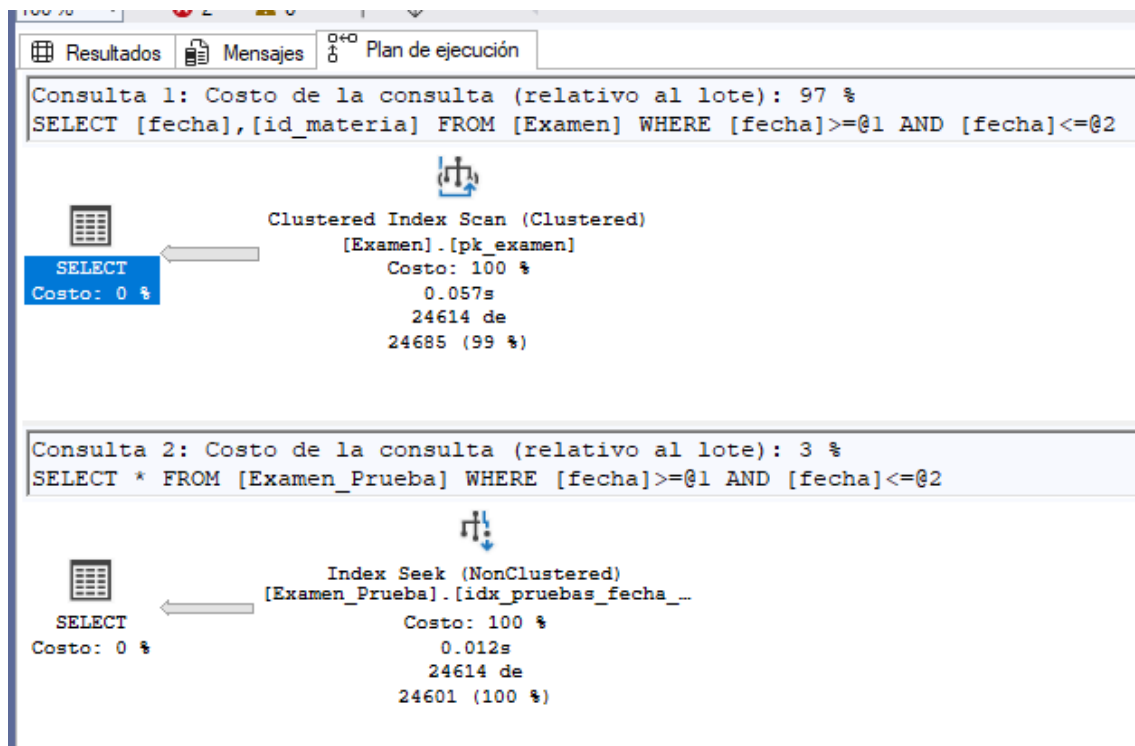 Resultados Mensajes Plan de ejecución
Consulta 1: Costo de la consulta (relativo al lote): 97 %
SELECT [fecha],[id_materia] FROM [Examen] WHERE [fecha]>=@1 AND [fecha]<=@2
Clustered Index Scan (Clustered)
[Examen].[pk_examen]
Costo: 100 %
0.057s
24614 de
24685 (99 %)
SELECT
Costo: 0 %
Consulta 2: Costo de la consulta (relativo al lote): 3 %
SELECT * FROM [Examen_Prueba] WHERE [fecha]>=@1 AND [fecha]<=@2
Index Seek (NonClustered)
[Examen_Prueba].[idx_pruebas_fecha_…
Costo: 100 %
0.012s
24614 de
24601 (100 %)
SELECT
Costo: 0 %